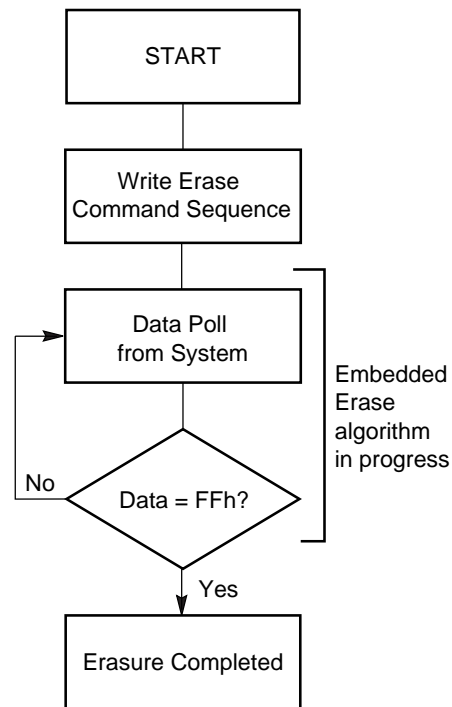 START
Write Erase
Command Sequence
Data Poll
from System
Embedded
Erase
algorithm
in progress
No
Data = FFh?
Yes
Erasure Completed